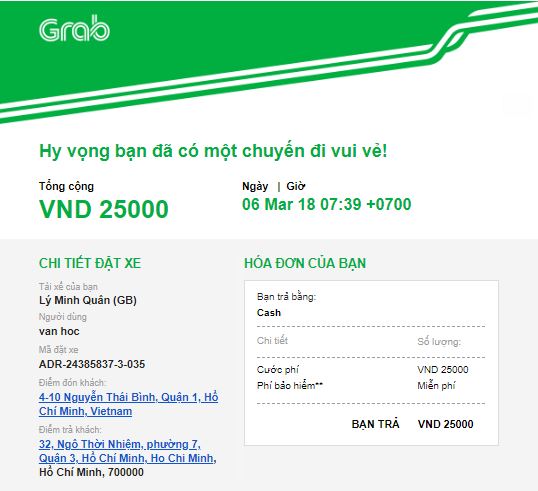 Grab
Hy vọng bạn đã có một chuyến đi vui vẻ!
Tổng cộng
VND 25000
Ngày | Giờ
06 Mar 18 07:39 +0700
CHI TIẾT ĐẶT XE
Tài xế của bạn
Lý Minh Quân (GB)
Người dùng
van hoc
Mã đặt xe
ADR-24385837-3-035
Điểm đón khách:
4-10 Nguyễn Thái Bình, Quận 1, Hồ
Chí Minh, Vietnam
Điểm trả khách:
32, Ngô Thời Nhiệm, phường 7,
Quận 3, Hồ Chí Minh, Ho Chi Minh,
Hồ Chí Minh, 700000
HÓA ĐƠN CỦA BẠN
Bạn trả bằng:
Cash
Chi tiết Số lượng:
Cước phí VND 25000
Phí bảo hiểm** Miễn phí
BẠN TRẢ VND 25000